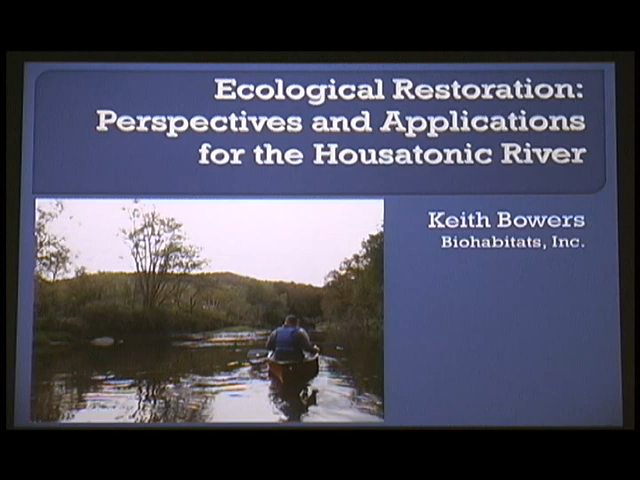 Ecological Restoration:
Perspectives and Applications
for the Housatonic River
Keith Bowers
Biohabitats, Inc.